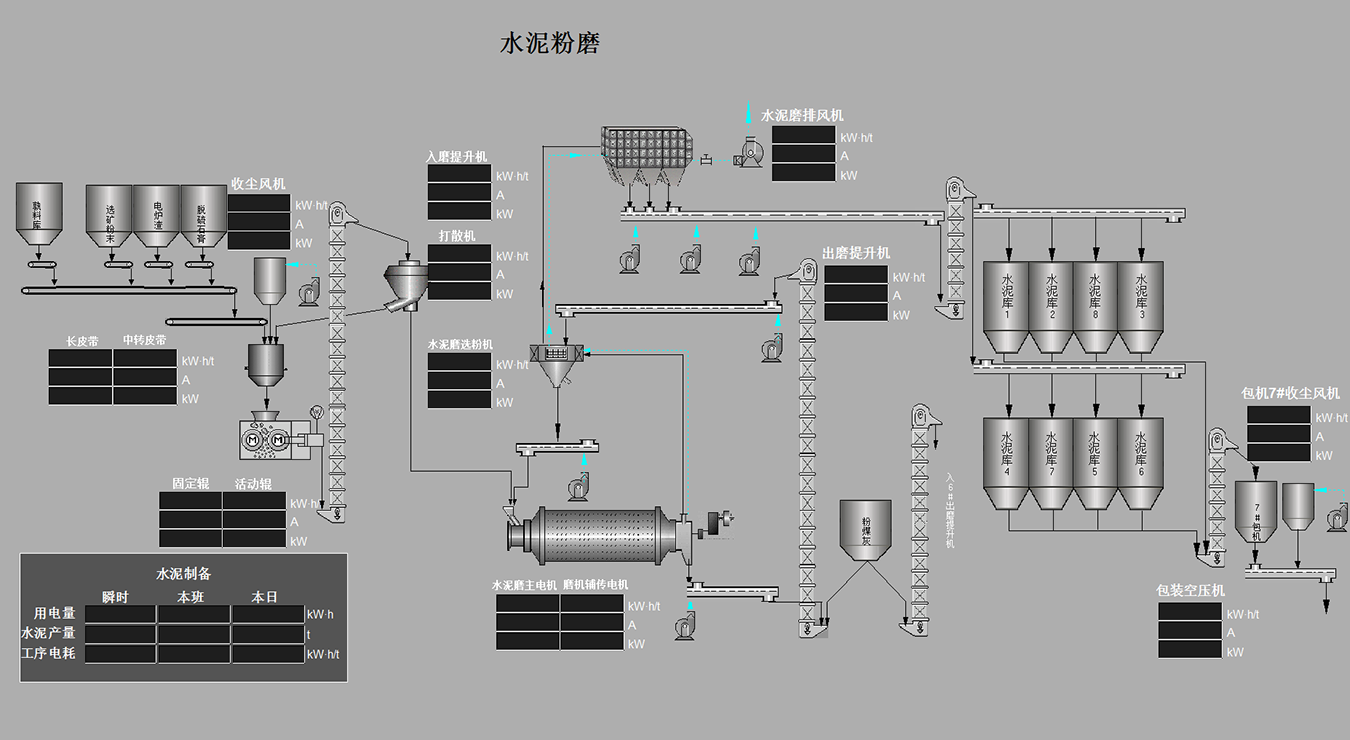 水泥粉磨
水泥磨排风机
kW·h/t
A
kW
入磨提升机
kW·h/t
A
kW
收尘风机
kW·h/t
A
kW
熟料库
选矿粉末
电炉渣
脱硫石膏
打散机
kW·h/t
A
kW
出磨提升机
kW·h/t
A
kW
水泥库1
水泥库2
水泥库8
水泥库3
长皮带 中转皮带
kW·h/t
A
kW
水泥磨选粉机
kW·h/t
A
kW
包机7#收尘风机
kW·h/t
A
kW
M M
水泥库4
水泥库7
水泥库5
水泥库6
固定辊 活动辊
kW·h/t
A
kW
入6#出磨提升机
粉煤灰
7#包机
水泥制备
瞬时 本班 本日
用电量 kW·h
水泥产量 t
工序电耗 kW·h/t
水泥磨主电机 磨机辅传电机
kW·h/t
A
kW
包装空压机
kW·h/t
A
kW